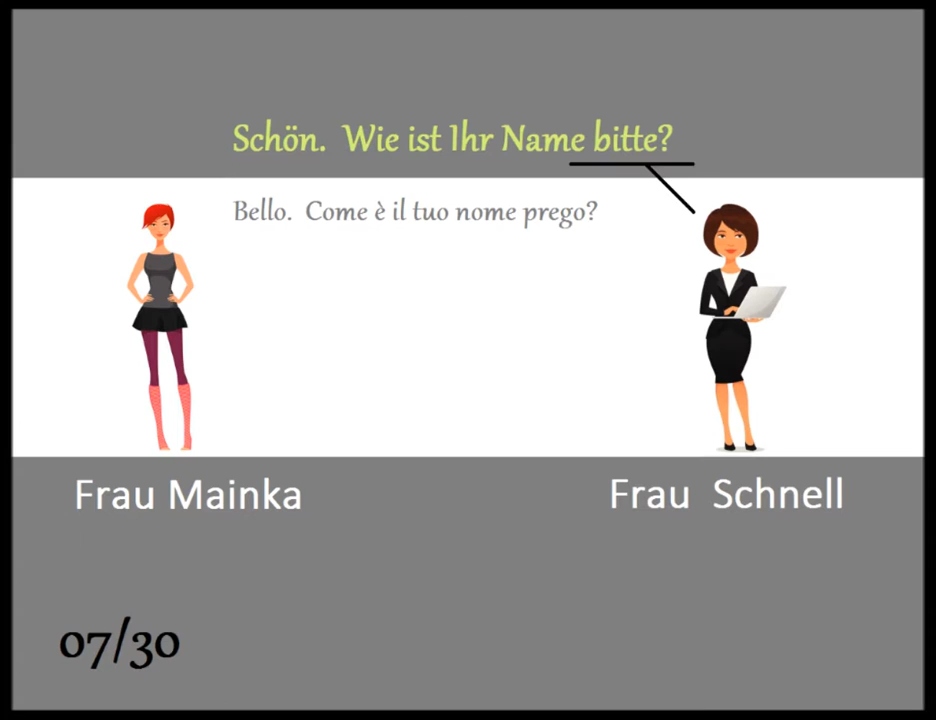 Schön. Wie ist Ihr Name bitte?
Bello. Come è il tuo nome prego?
Frau Mainka
Frau Schnell
07/30